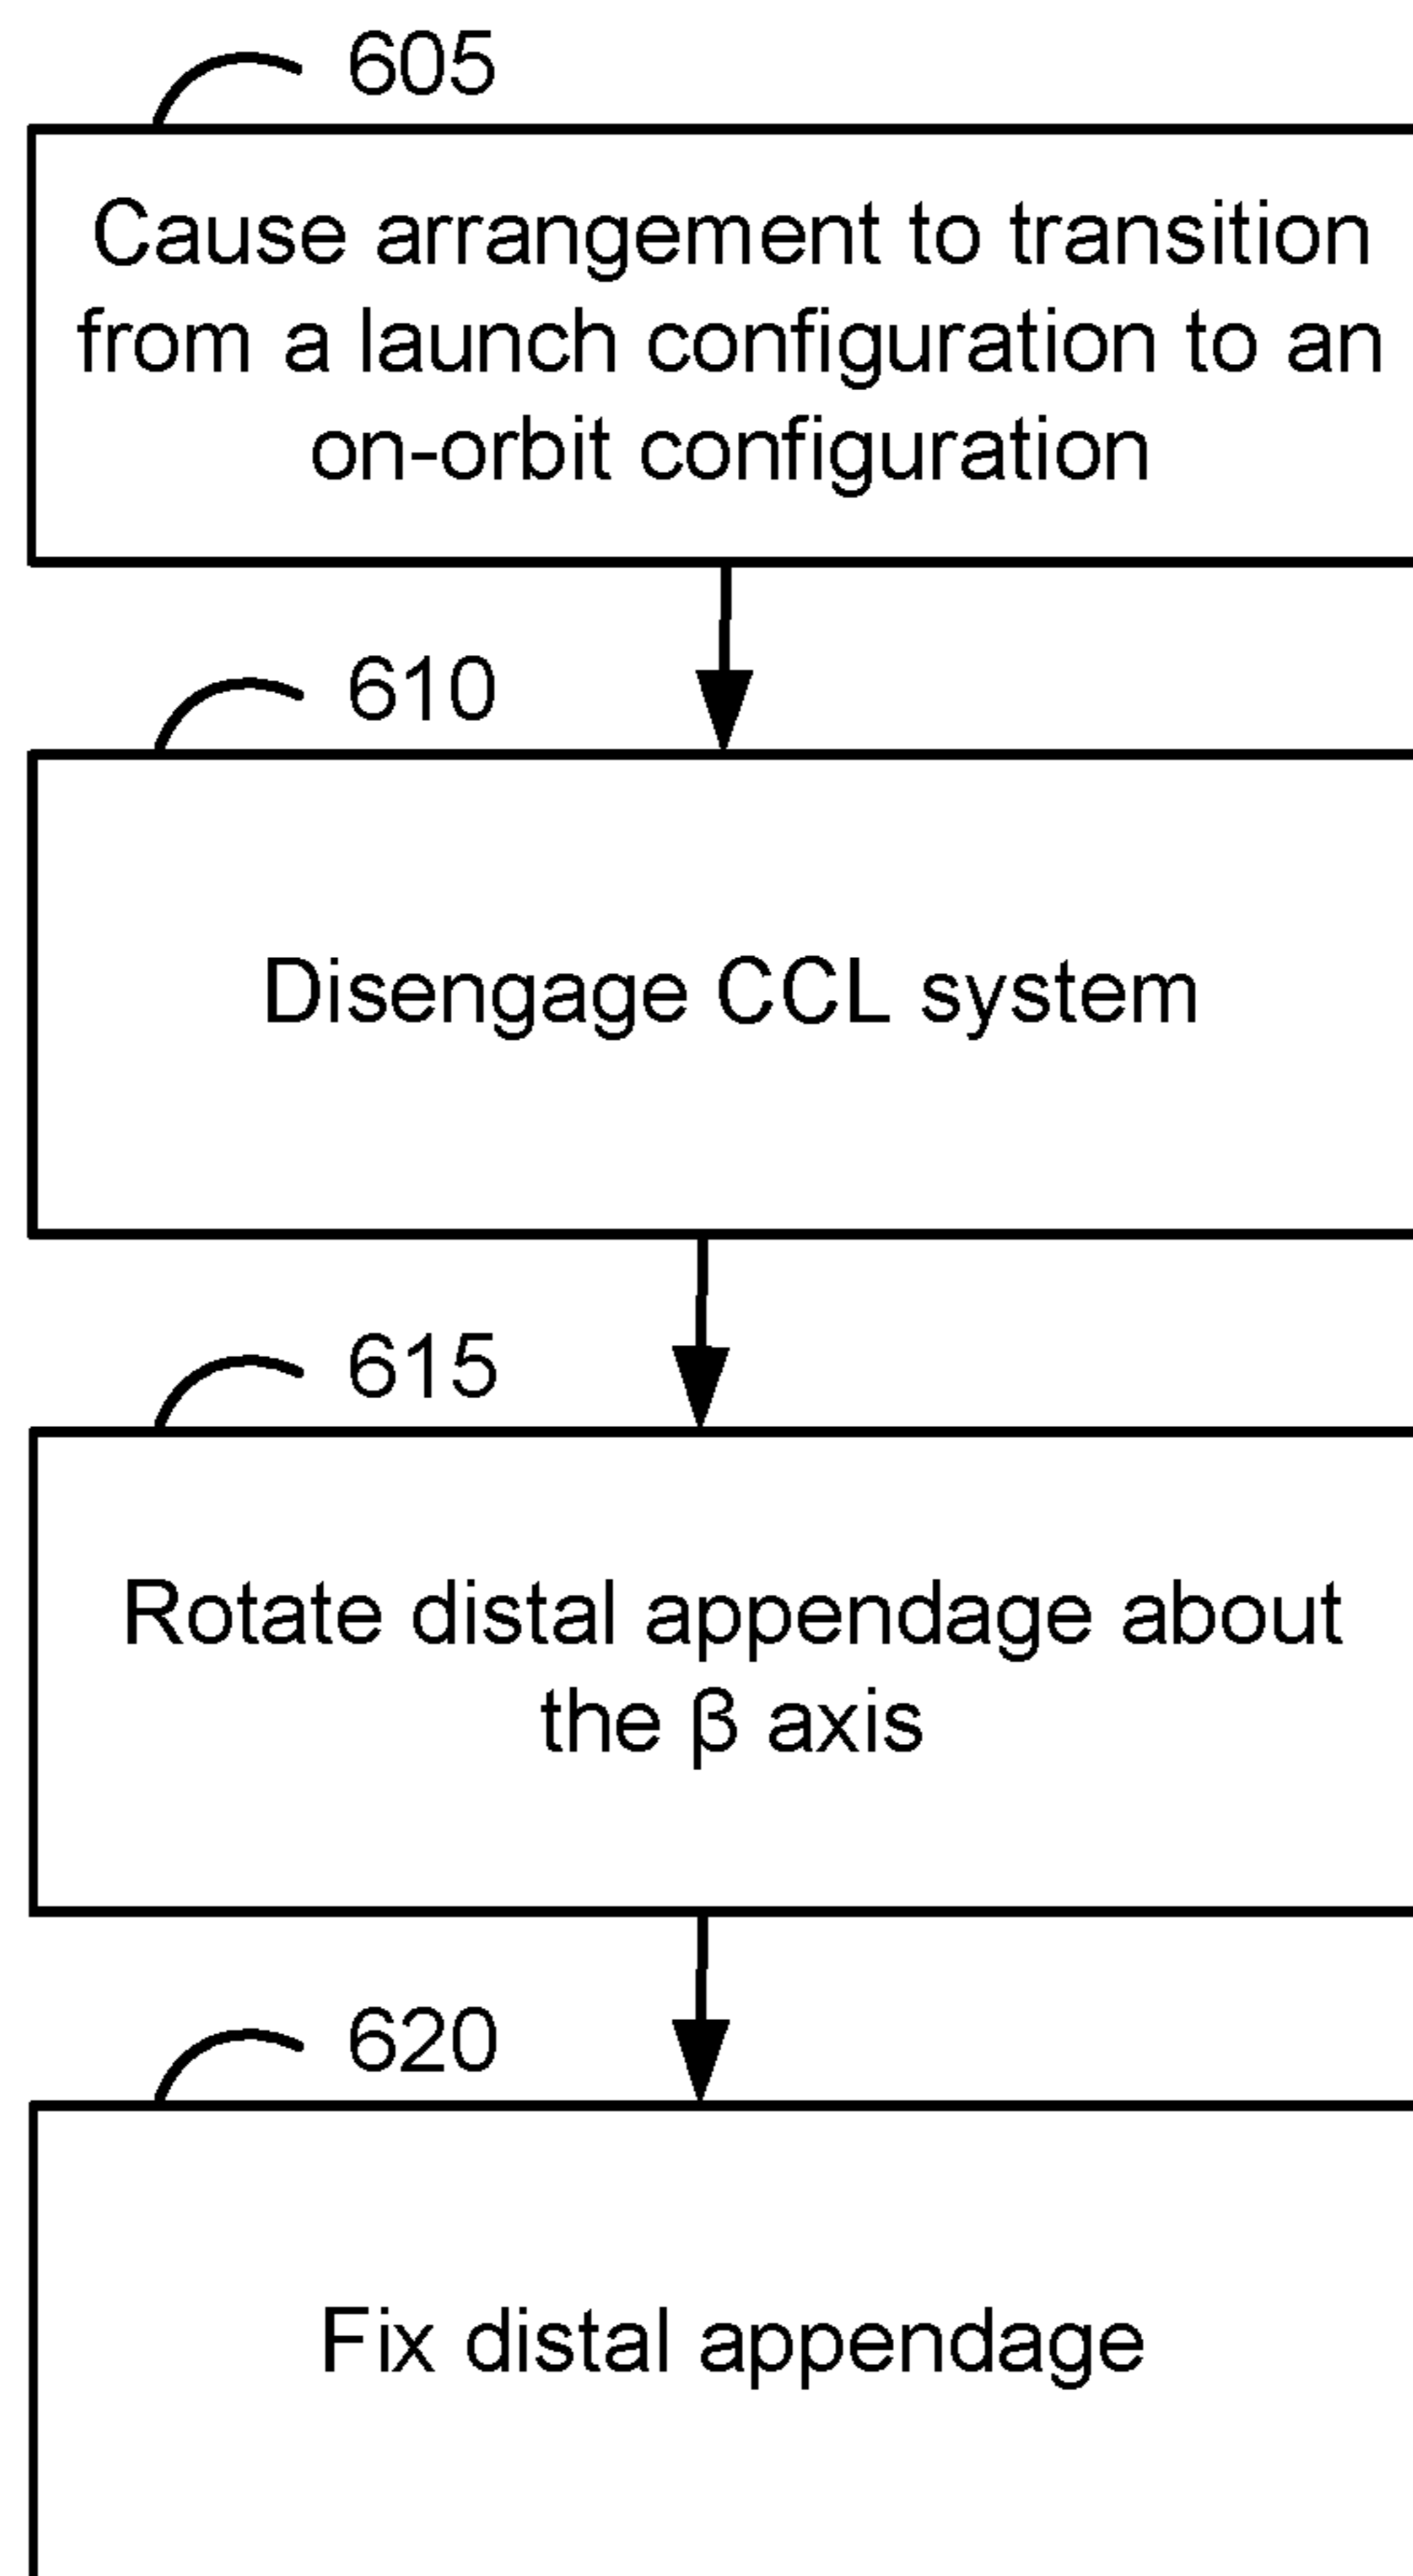 605
Cause arrangement to transition
from a launch configuration to an
on-orbit configuration
610
Disengage CCL system
615
Rotate distal appendage about
the β axis
620
Fix distal appendage